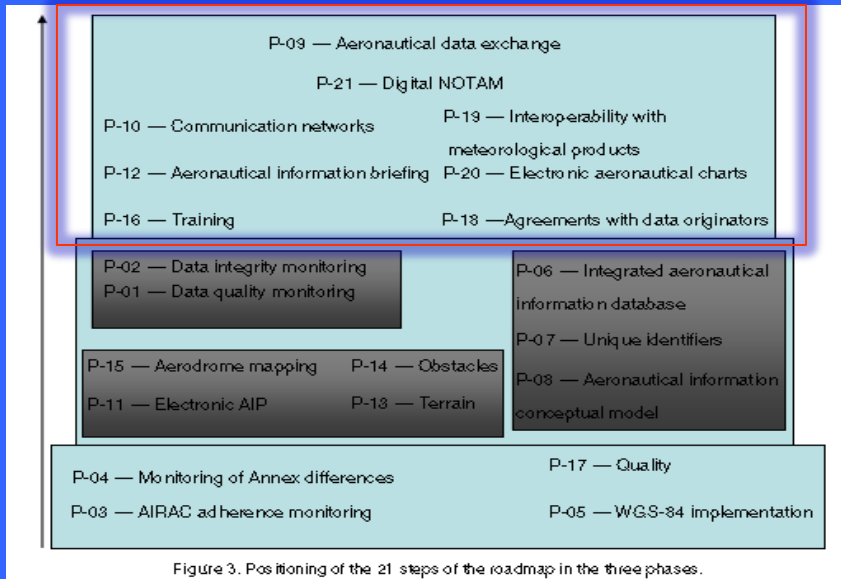 P-09 — Aeronautical data exchange
P-21 — Digital NOTAM
P-10 — Communication networks
P-19 — Interoperability with
meteorological products
P-12 — Aeronautical information briefing
P-20 — Electronic aeronautical charts
P-16 — Training
P-18 —Agreements with data originators
P-02 — Data integrity monitoring
P-01 — Data quality monitoring
P-06 — Integrated aeronautical
information database
P-07 — Unique identifiers
P-08 — Aeronautical information
conceptual model
P-15 — Aerodrome mapping
P-14 — Obstacles
P-11 — Electronic AIP
P-13 — Terrain
P-04 — Monitoring of Annex differences
P-17 — Quality
P-03 — AIRAC adherence monitoring
P-05 — WGS-84 implementation
Figure 3. Positioning of the 21 steps of the roadmap in the three phases.